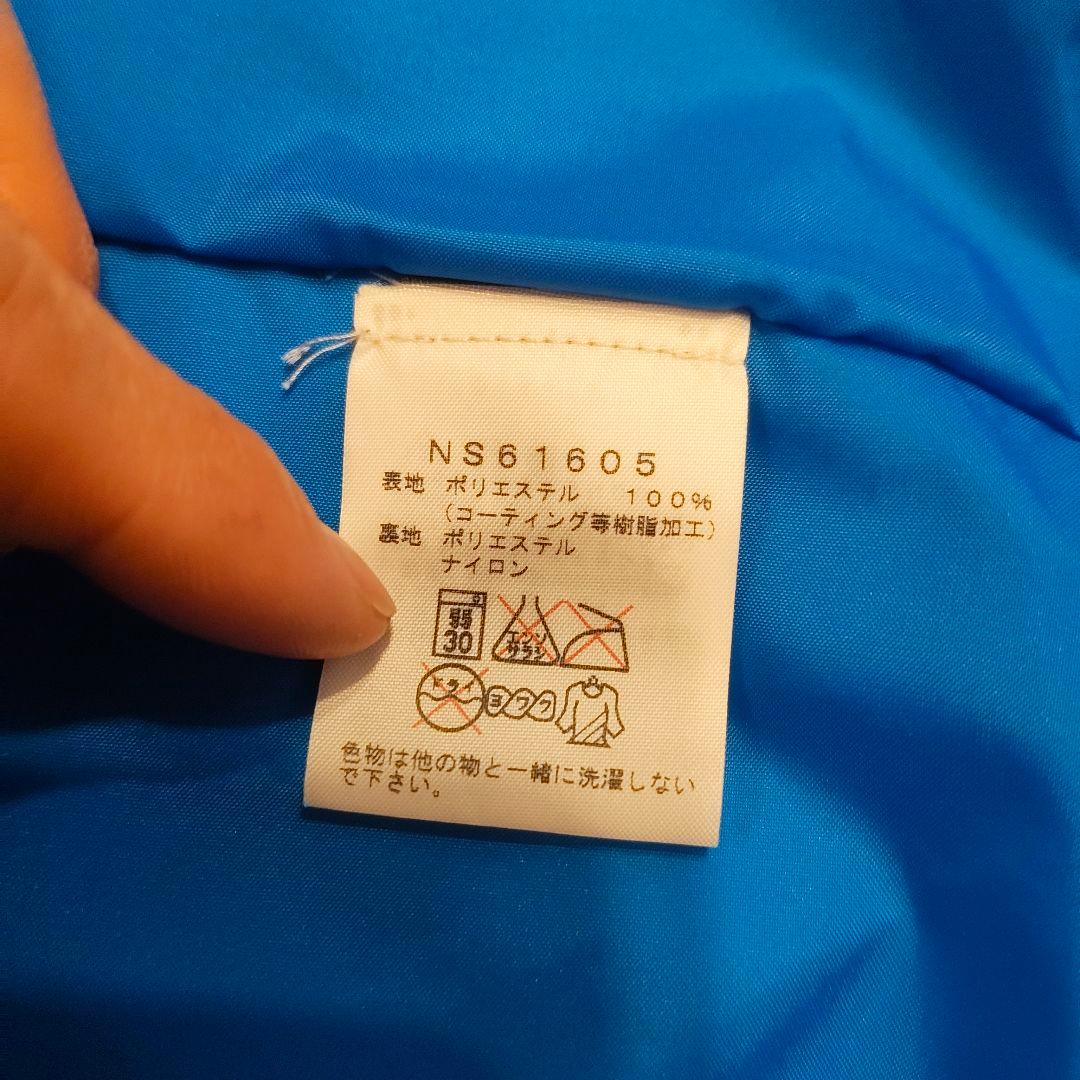 NS61605
表地 ポリエステル 100%
(コーティング等樹脂加工)
裏地 ポリエステル
ナイロン
弱
30
エンソ
サラシ
ドライ
ヨワク
色物は他の物と一緒に洗濯しない
で下さい。